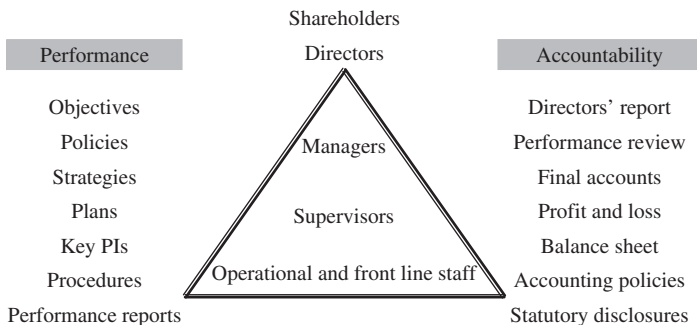 Shareholders
Directors
Performance
Objectives
Policies
Strategies
Plans
Key PIs
Procedures
Performance reports
Managers
Supervisors
Operational and front line staff
Accountability
Directors’ report
Performance review
Final accounts
Profit and loss
Balance sheet
Accounting policies
Statutory disclosures